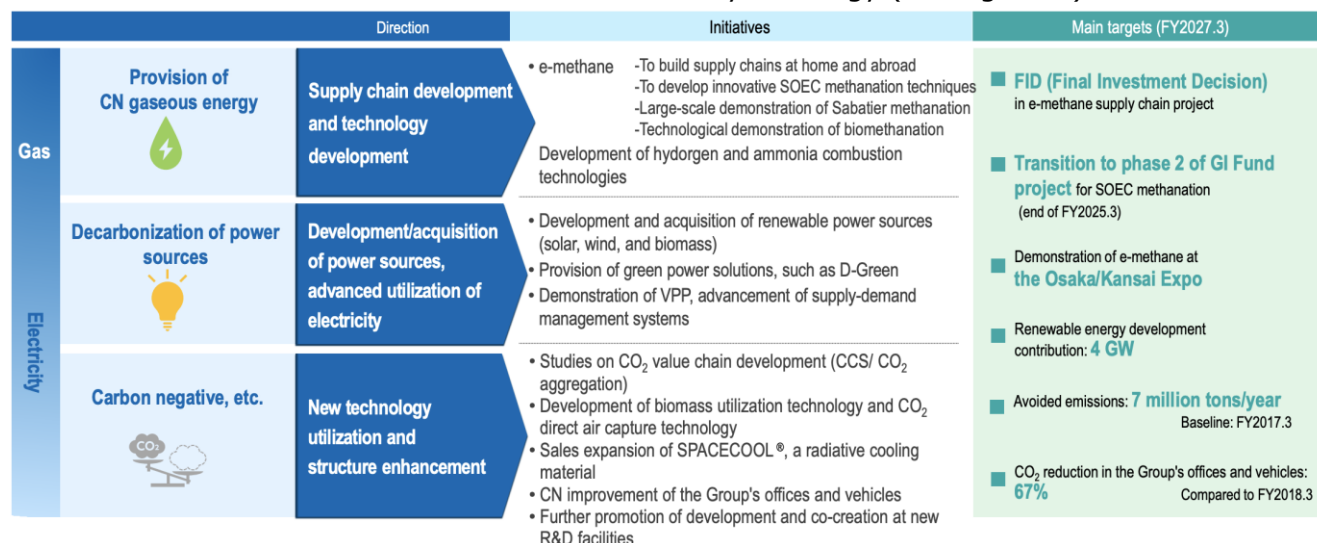 Direction
Initiatives
Main targets (FY2027.3)
Gas
Electricity
Provision of
CN gaseous energy
Supply chain development
and technology
development
• e-methane -To build supply chains at home and abroad
-To develop innovative SOEC methanation techniques
-Large-scale demonstration of Sabatier methanation
-Technological demonstration of biomethanation
Development of hydorgen and ammonia combustion
technologies
Decarbonization of power
sources
Development/acquisition
of power sources,
advanced utilization of
electricity
• Development and acquisition of renewable power sources
(solar, wind, and biomass)
• Provision of green power solutions, such as D-Green
• Demonstration of VPP, advancement of supply-demand
management systems
Carbon negative, etc.
CO₂
New technology
utilization and
structure enhancement
• Studies on CO₂ value chain development (CCS/ CO₂
aggregation)
• Development of biomass utilization technology and CO₂
direct air capture technology
• Sales expansion of SPACECOOL®, a radiative cooling
material
• CN improvement of the Group's offices and vehicles
• Further promotion of development and co-creation at new
R&D facilities
FID (Final Investment Decision)
in e-methane supply chain project
Transition to phase 2 of GI Fund
project for SOEC methanation
(end of FY2025.3)
Demonstration of e-methane at
the Osaka/Kansai Expo
Renewable energy development
contribution: 4 GW
Avoided emissions: 7 million tons/year
Baseline: FY2017.3
CO₂ reduction in the Group's offices and vehicles:
67% Compared to FY2018.3